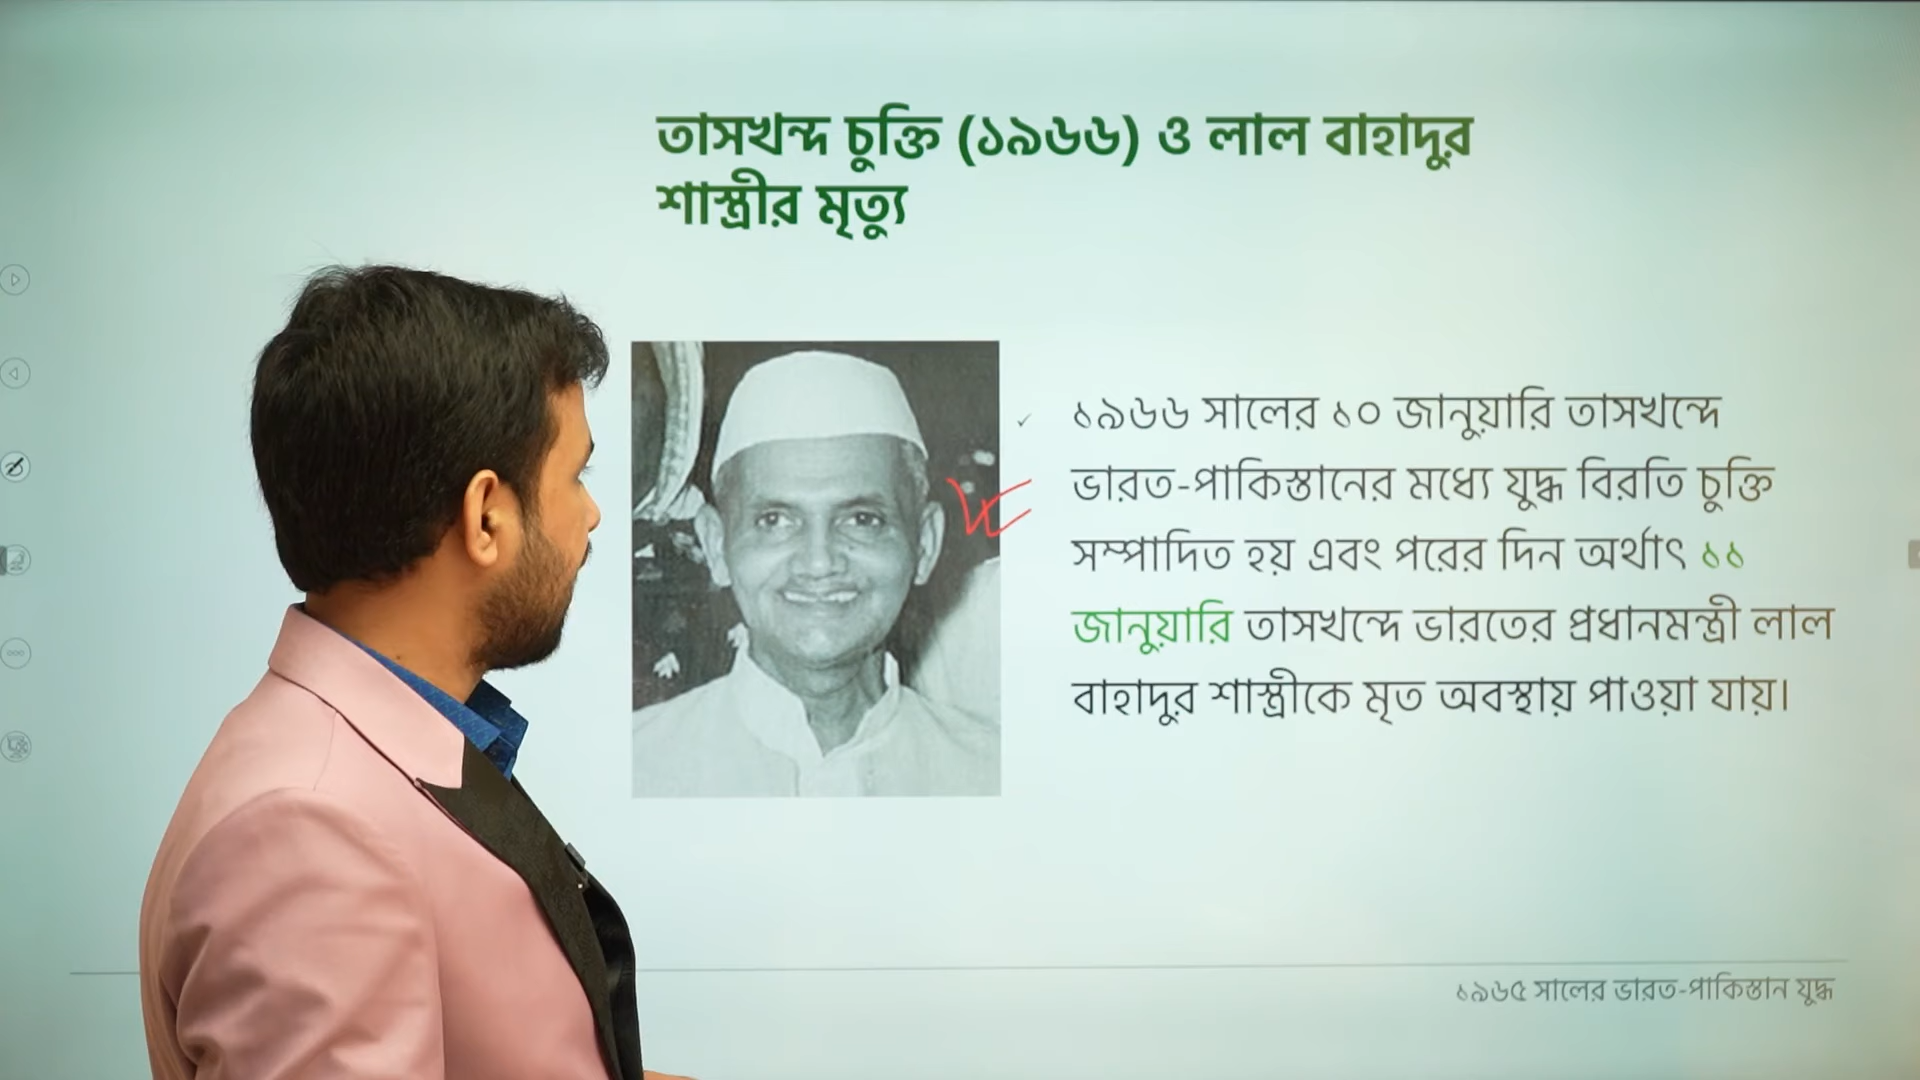 তাসখন্দ চুক্তি (১৯৬৬) ও লাল বাহাদুর
শাস্ত্রীর মৃত্যু
১৯৬৬ সালের ১০ জানুয়ারি তাসখন্দে
ভারত-পাকিস্তানের মধ্যে যুদ্ধ বিরতি চুক্তি
সম্পাদিত হয় এবং পরের দিন অর্থাৎ ১১
জানুয়ারি তাসখন্দে ভারতের প্রধানমন্ত্রী লাল
বাহাদুর শাস্ত্রীকে মৃত অবস্থায় পাওয়া যায়।
১৯৬৫ সালের ভারত-পাকিস্তান যুদ্ধ